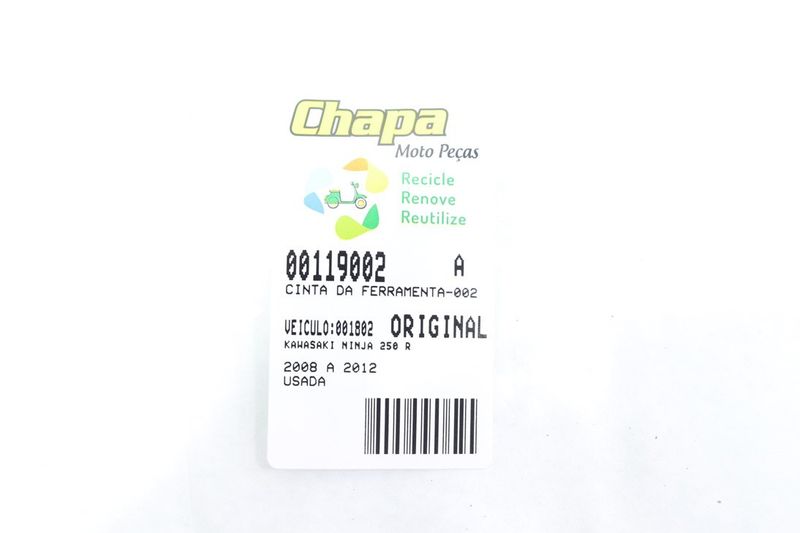 Chapa
Moto Peças
Recicle
Renove
Reutilize
00119002 A
CINTA DA FERRAMENTA-002
VEICULO:001802 ORIGINAL
KAWASAKI NINJA 250 R
2008 A 2012
USADA